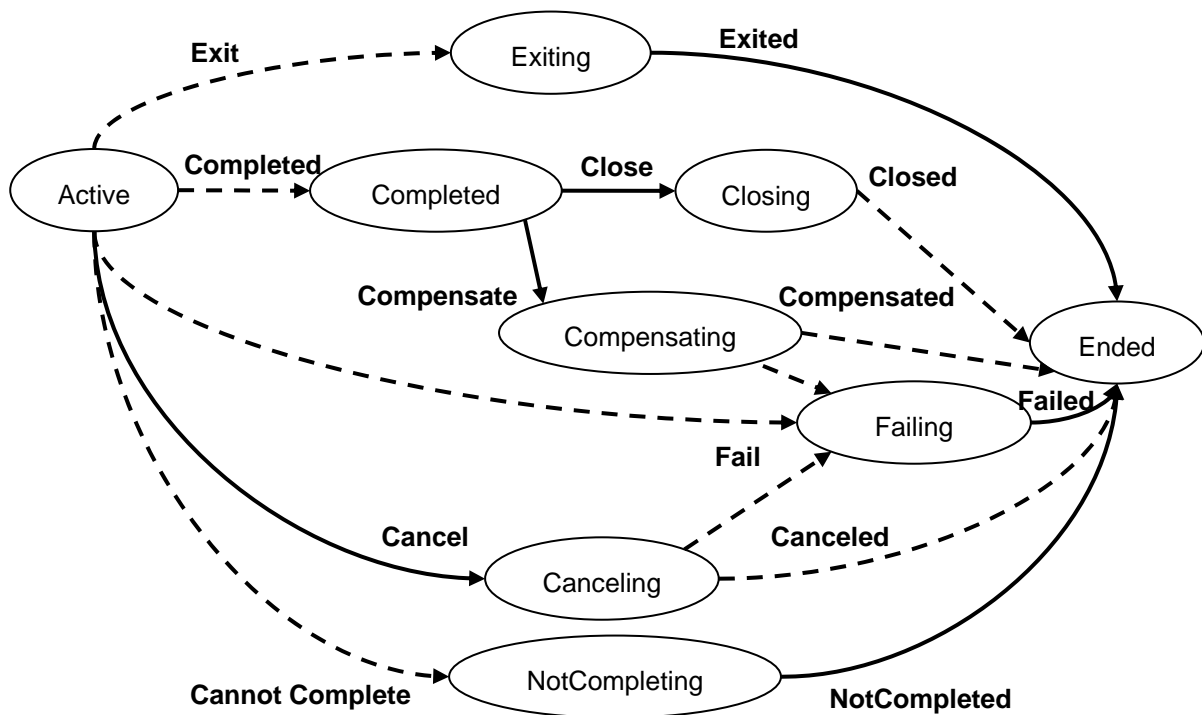 Exit
Exiting
Exited
Active
Completed
Completed
Close
Closing
Closed
Compensate
Compensating
Compensated
Ended
Failing
Failed
Fail
Cancel
Canceling
Canceled
Cannot Complete
NotCompleting
NotCompleted